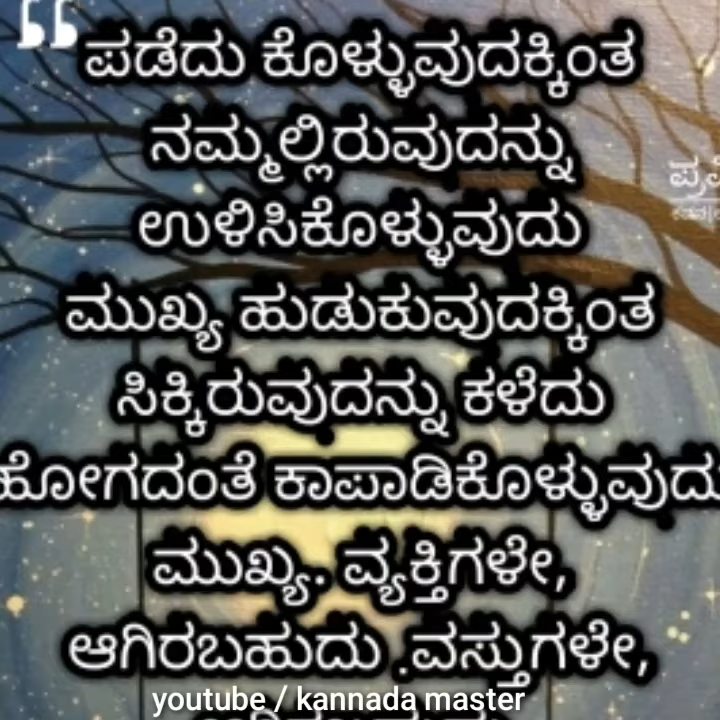 “ ಪಡೆದು ಕೊಳ್ಳುವುದಕ್ಕಿಂತ
ನಮ್ಮಲ್ಲಿರುವುದನ್ನು
ಉಳಿಸಿಕೊಳ್ಳುವುದು
ಮುಖ್ಯ ಹುಡುಕುವುದಕ್ಕಿಂತ
ಸಿಕ್ಕಿರುವುದನ್ನು ಕಳೆದು
ಹೋಗದಂತೆ ಕಾಪಾಡಿಕೊಳ್ಳುವುದು
ಮುಖ್ಯ. ವ್ಯಕ್ತಿಗಳೇ,
ಆಗಿರಬಹುದು .ವಸ್ತುಗಳೇ,
youtube / kannada master